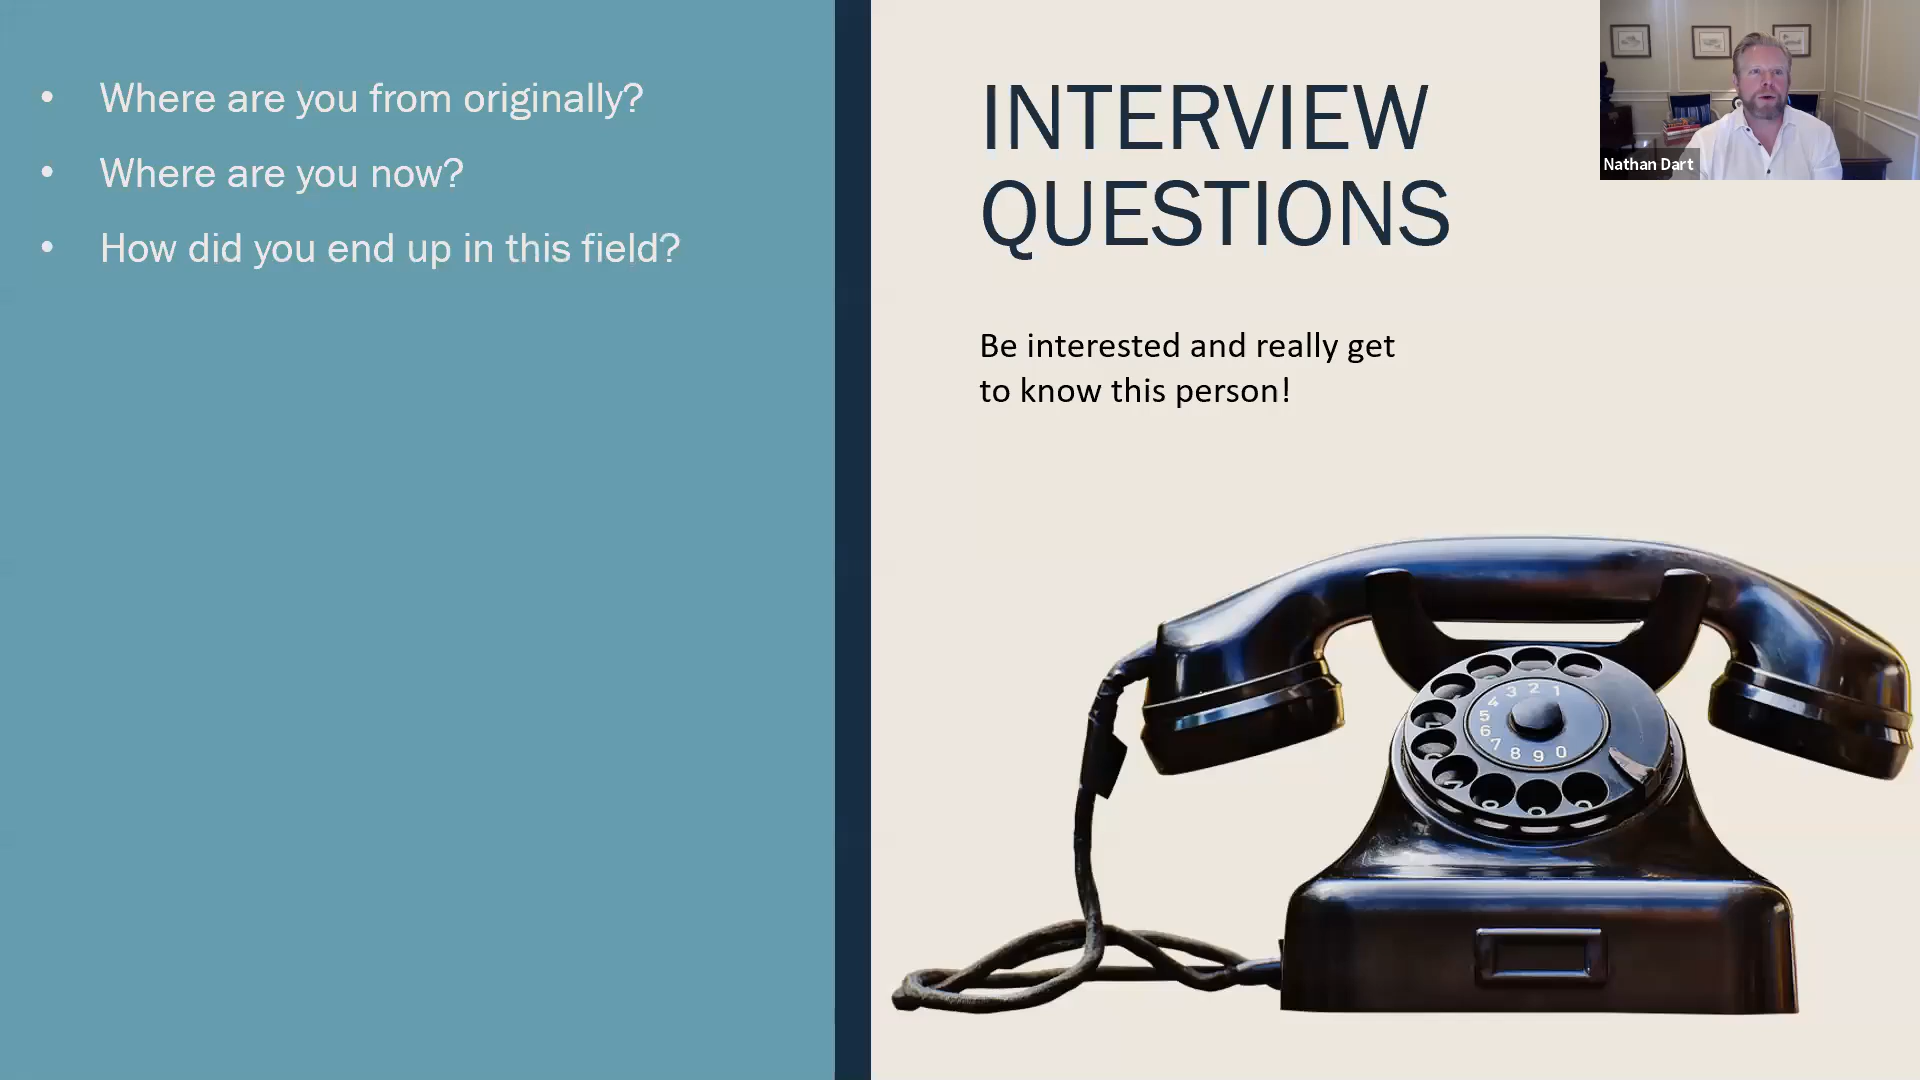 • Where are you from originally?
• Where are you now?
• How did you end up in this field?
INTERVIEW
QUESTIONS
Be interested and really get
to know this person!
Nathan Dart
3 2 1
4
5
6
7 8 9 0